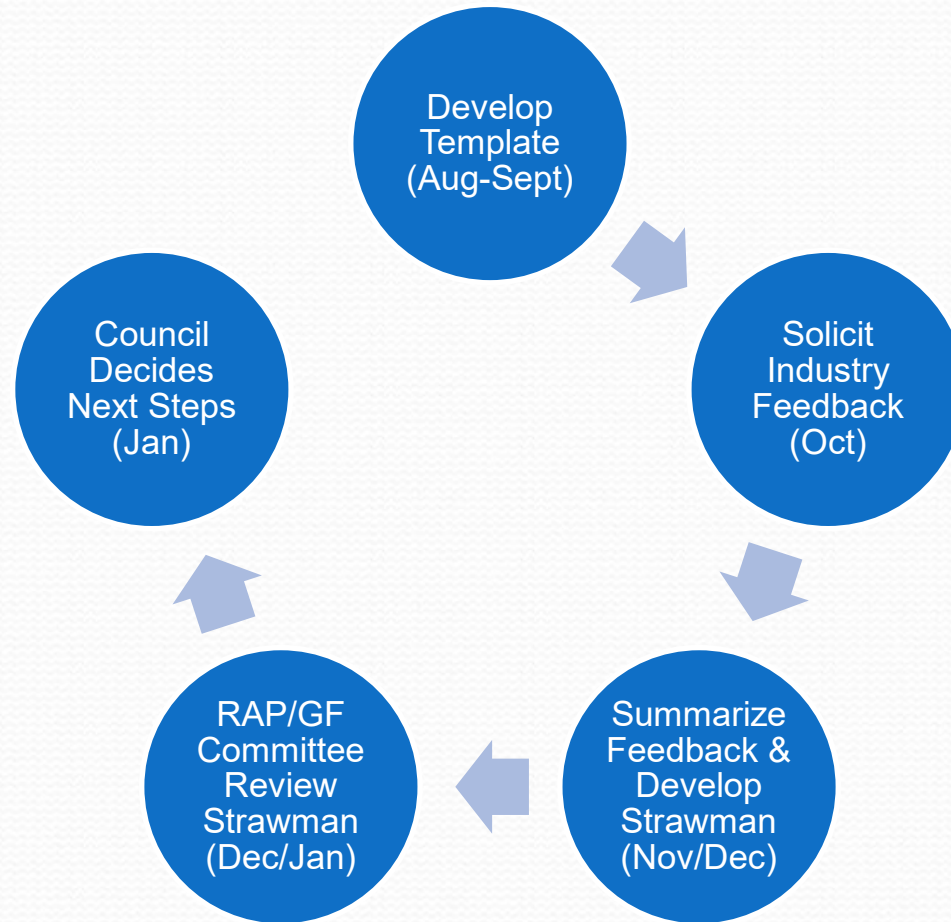 Develop
Template
(Aug-Sept)
Solicit
Industry
Feedback
(Oct)
Summarize
Feedback &
Develop
Strawman
(Nov/Dec)
RAP/GF
Committee
Review
Strawman
(Dec/Jan)
Council
Decides
Next Steps
(Jan)